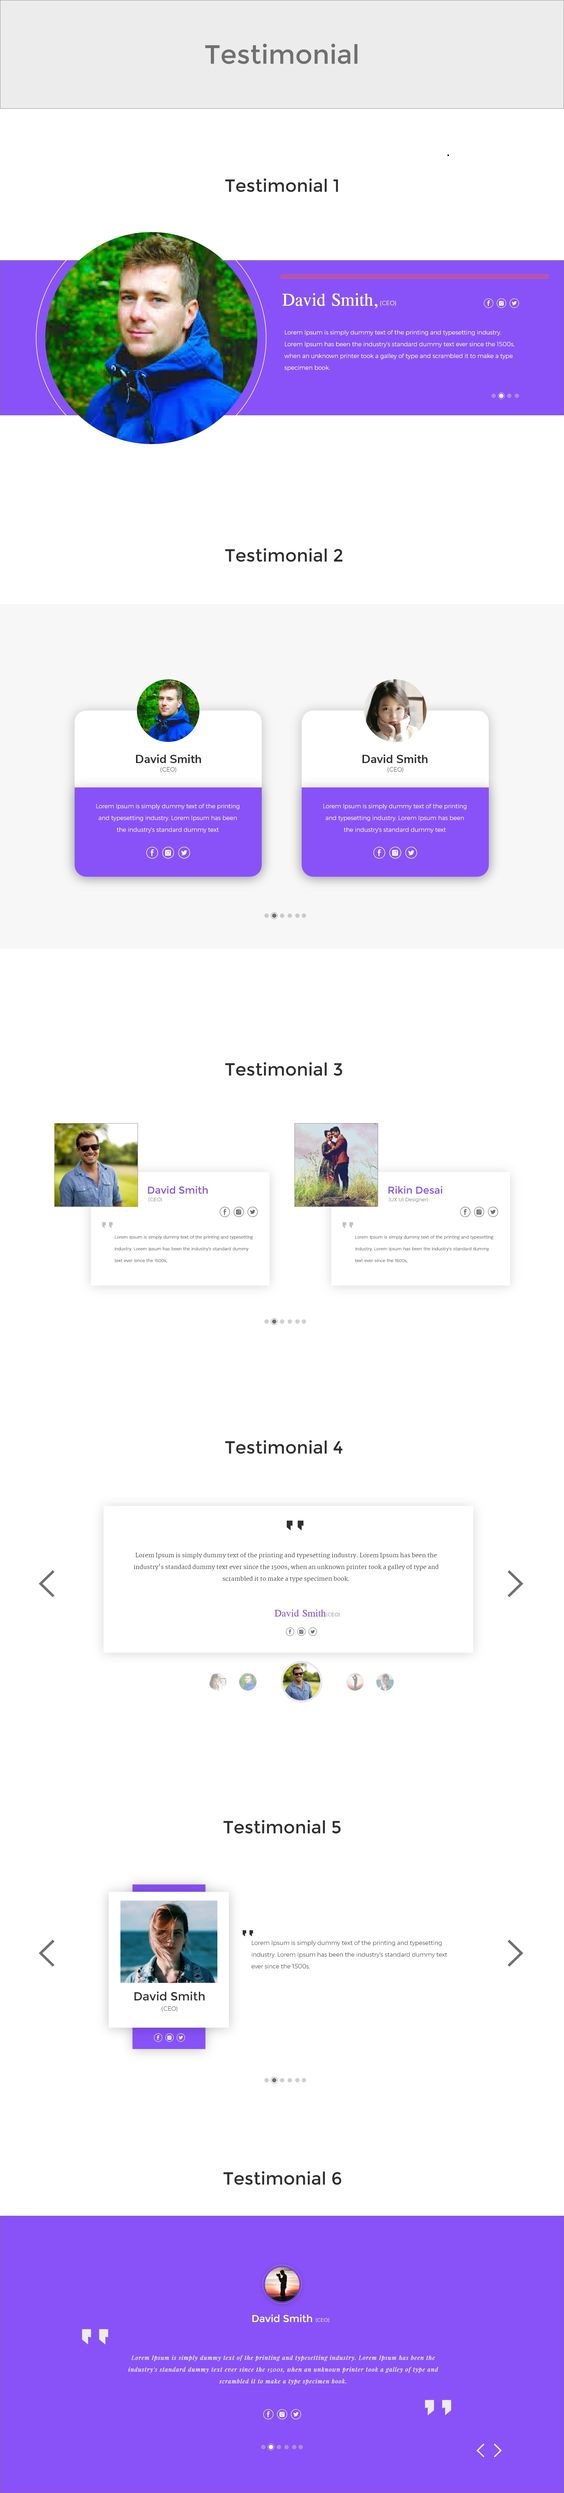 Testimonial
Testimonial 1
David Smith, (CEO)
Lorem Ipsum is simply dummy text of the printing and typesetting industry.
Lorem Ipsum has been the industry's standard dummy text ever since the 1500s,
when an unknown printer took a galley of type and scrambled it to make a type
specimen book.
Testimonial 2
David Smith
(CEO)
Lorem Ipsum is simply dummy text of the printing
and typesetting industry. Lorem Ipsum has been
the industry's standard dummy text
David Smith
(CEO)
Lorem Ipsum is simply dummy text of the printing
and typesetting industry. Lorem Ipsum has been
the industry's standard dummy text
Testimonial 3
David Smith
(CEO)
Lorem Ipsum is simply dummy text of the printing and typesetting
industry. Lorem Ipsum has been the industry's standard dummy
text ever since the 1500s,
Rikin Desai
(UX UI Designer)
Lorem Ipsum is simply dummy text of the printing and typesetting
industry. Lorem Ipsum has been the industry's standard dummy
text ever since the 1500s,
Testimonial 4
Lorem Ipsum is simply dummy text of the printing and typesetting industry. Lorem Ipsum has been the
industry's standard dummy text ever since the 1500s, when an unknown printer took a galley of type and
scrambled it to make a type specimen book.
David Smith(CEO)
Testimonial 5
David Smith
(CEO)
Lorem Ipsum is simply dummy text of the printing and typesetting
industry. Lorem Ipsum has been the industry's standard dummy text
ever since the 1500s,
Testimonial 6
David Smith (CEO)
Lorem Ipsum is simply dummy text of the printing and typesetting industry. Lorem Ipsum has been the
industry's standard dummy text ever since the 1500s, when an unknown printer took a galley of type and
scrambled it to make a type specimen book.